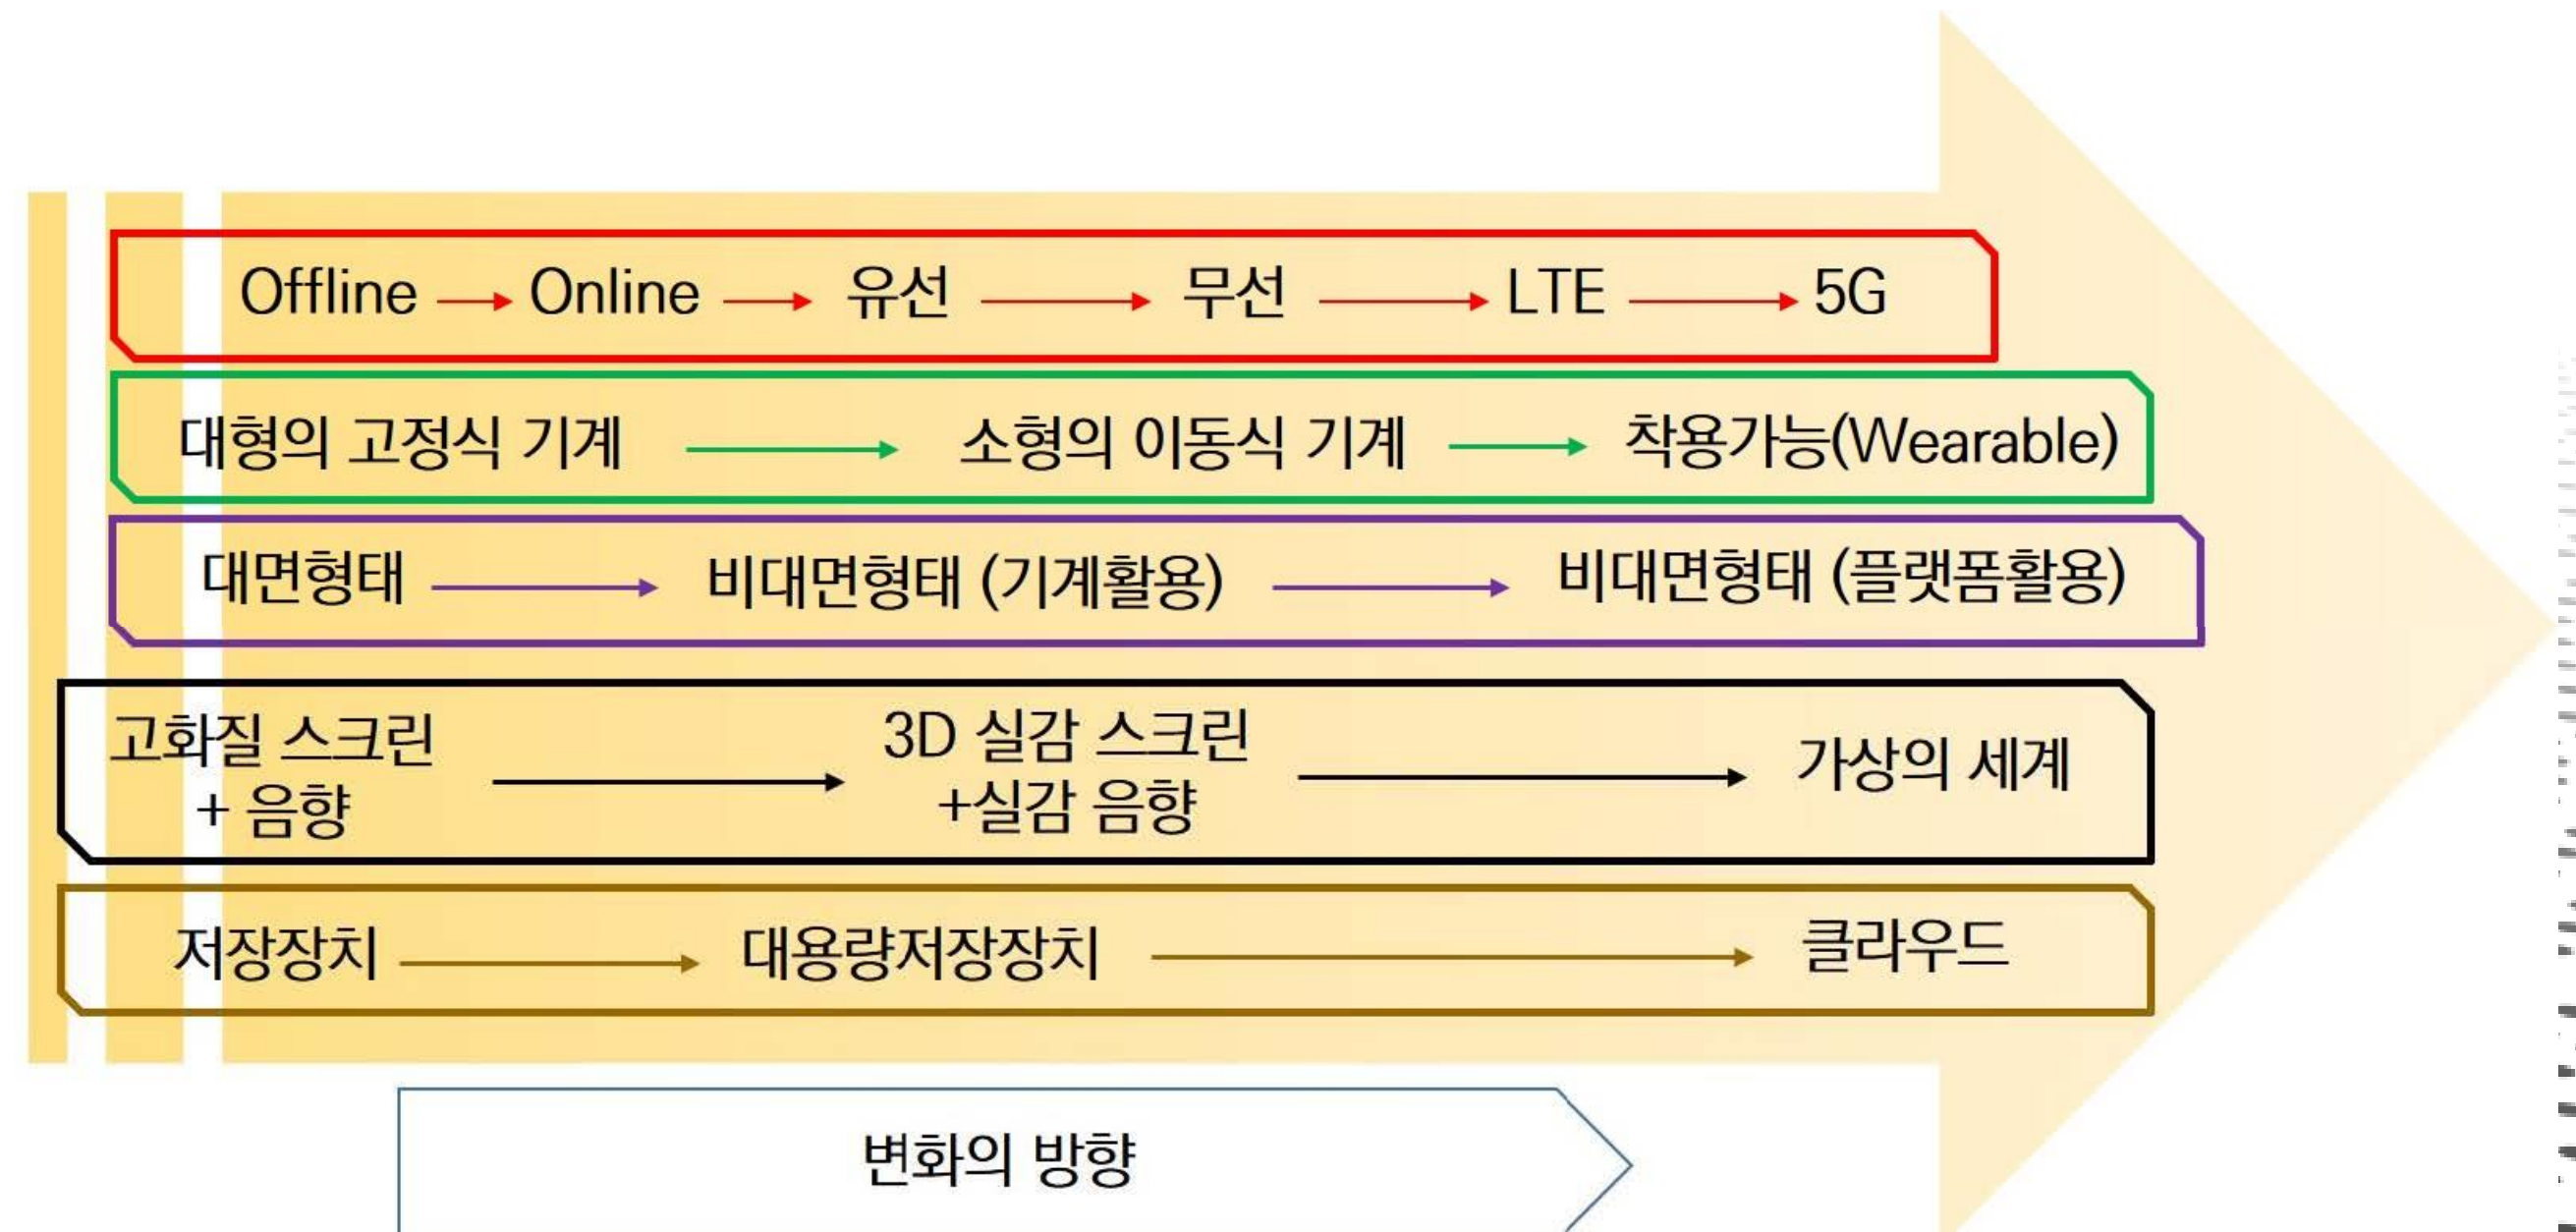 Offline Online 유선 무선 LTE 5G
대형의 고정식 기계 소형의 이동식 기계 착용가능(Wearable)
대면형태 비대면형태 (기계활용) 비대면형태 (플랫폼활용)
고화질 스크린
+ 음향
3D 실감 스크린
+실감 음향
가상의 세계
저장장치 대용량저장장치 클라우드
변화의 방향